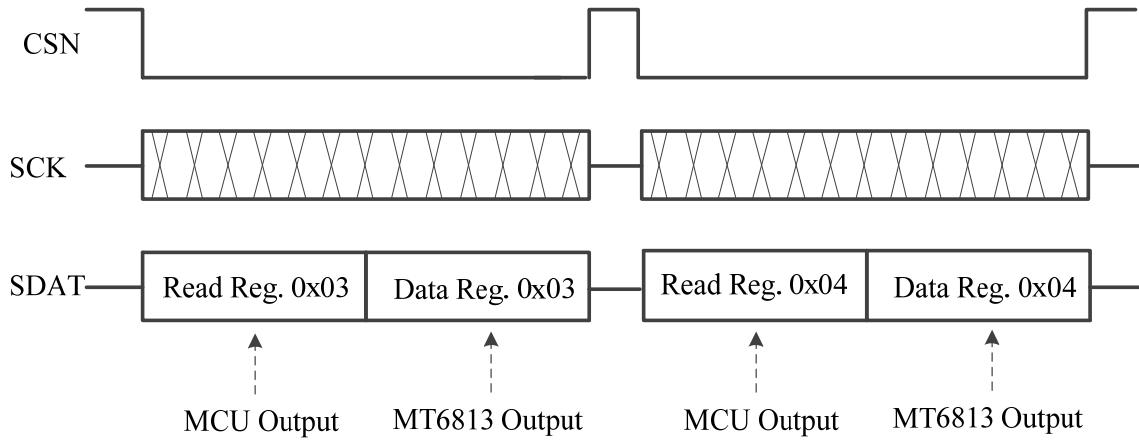 CSN
SCK
SDAT
Read Reg. 0x03
Data Reg. 0x03
Read Reg. 0x04
Data Reg. 0x04
MCU Output
MT6813 Output
MCU Output
MT6813 Output